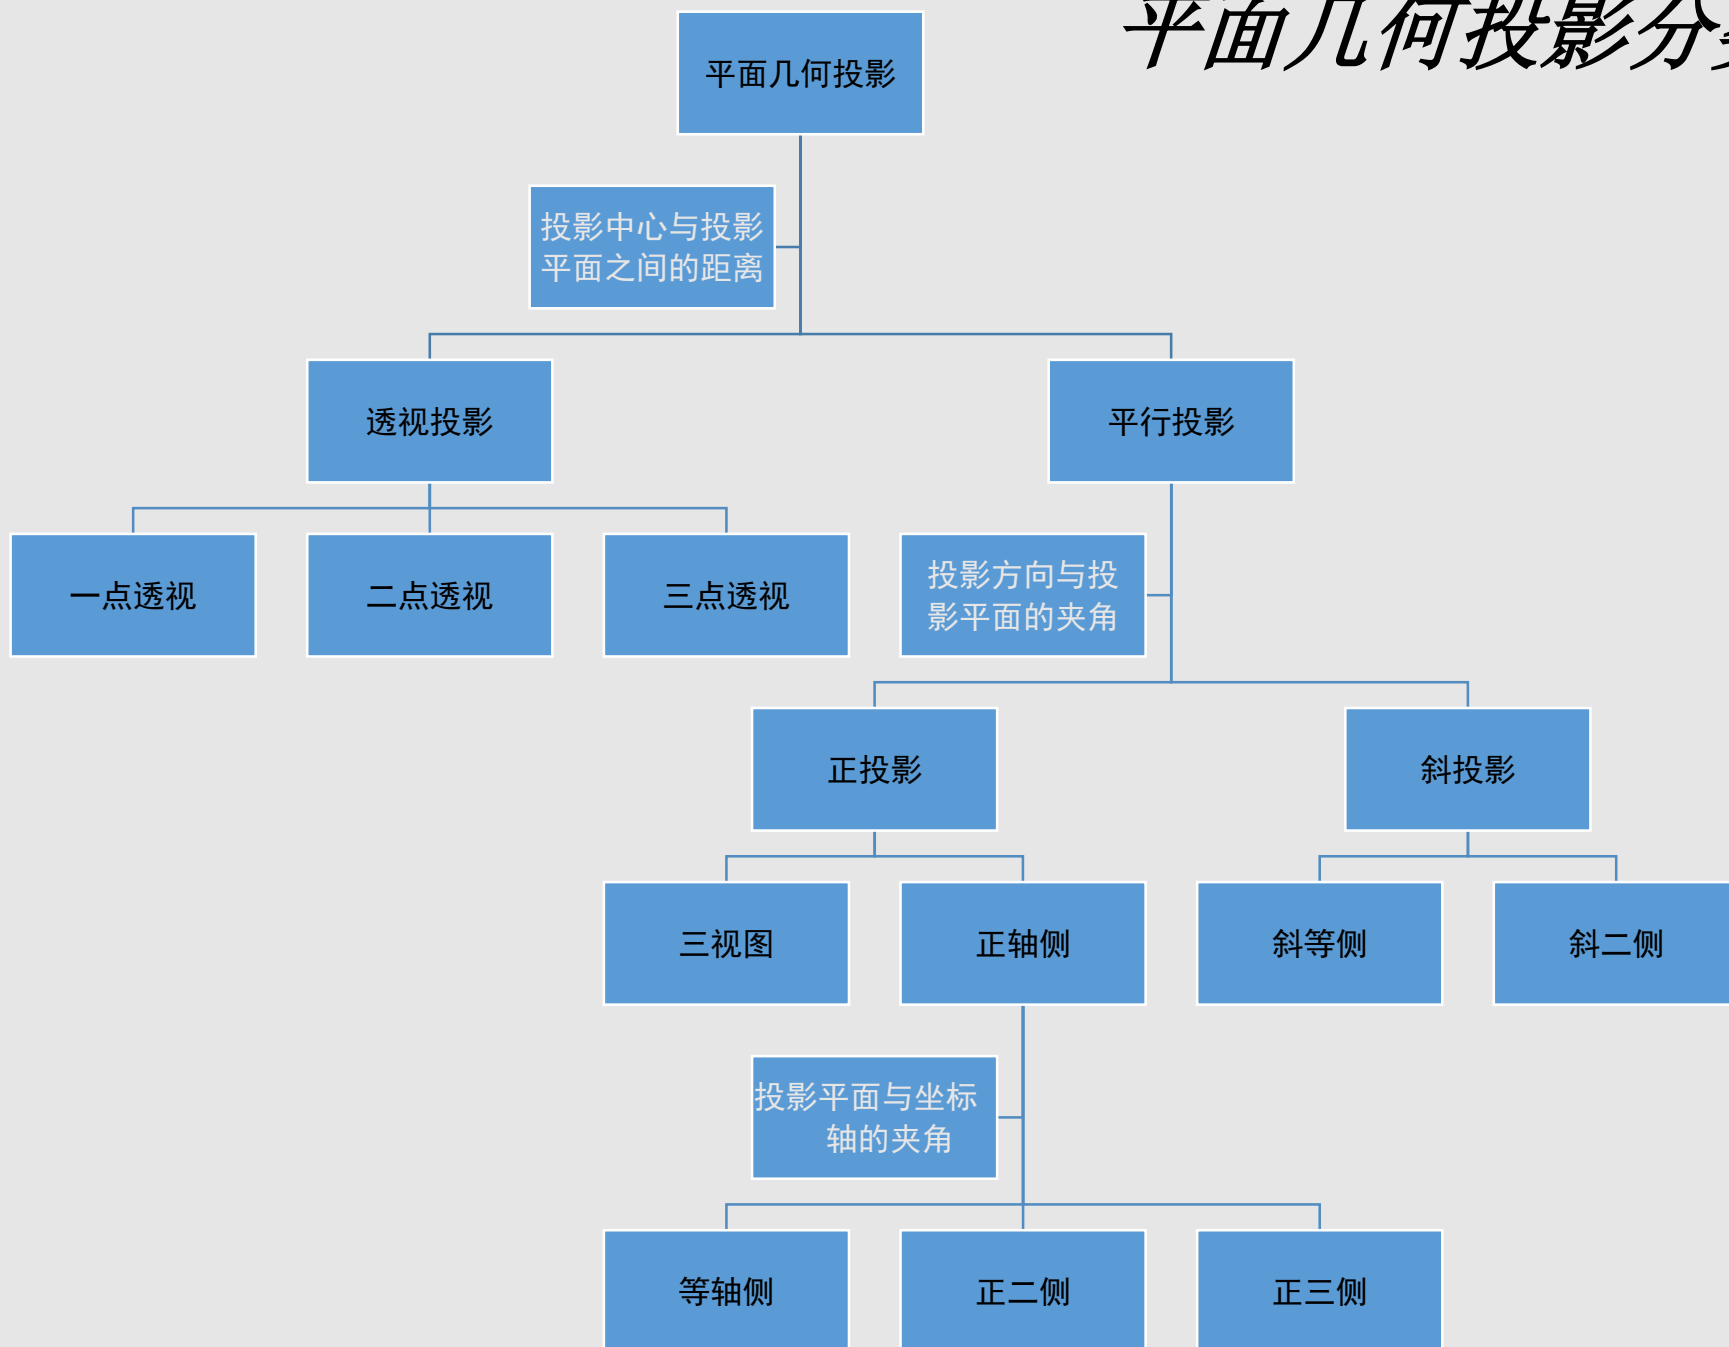 平面几何投影分类
平面几何投影
投影中心与投影
平面之间的距离
透视投影
平行投影
一点透视
二点透视
三点透视
投影方向与投
影平面的夹角
正投影
斜投影
三视图
正轴侧
斜等侧
斜二侧
投影平面与坐标
轴的夹角
等轴侧
正二侧
正三侧